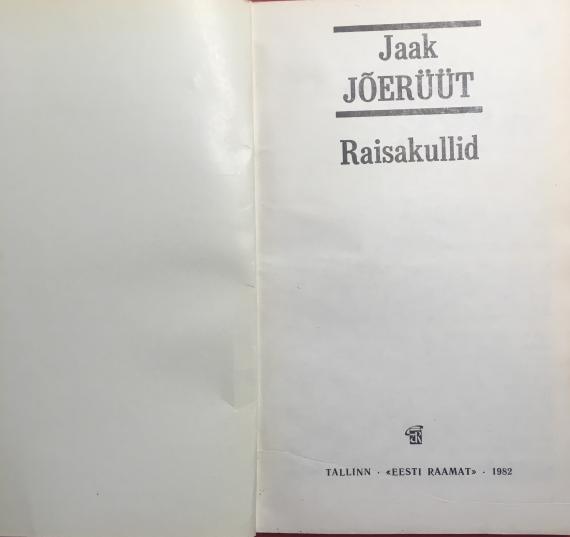 Jaak
JÕERÜÜT
Raisakullid
TALLINN · «EESTI RAAMAT» · 1982